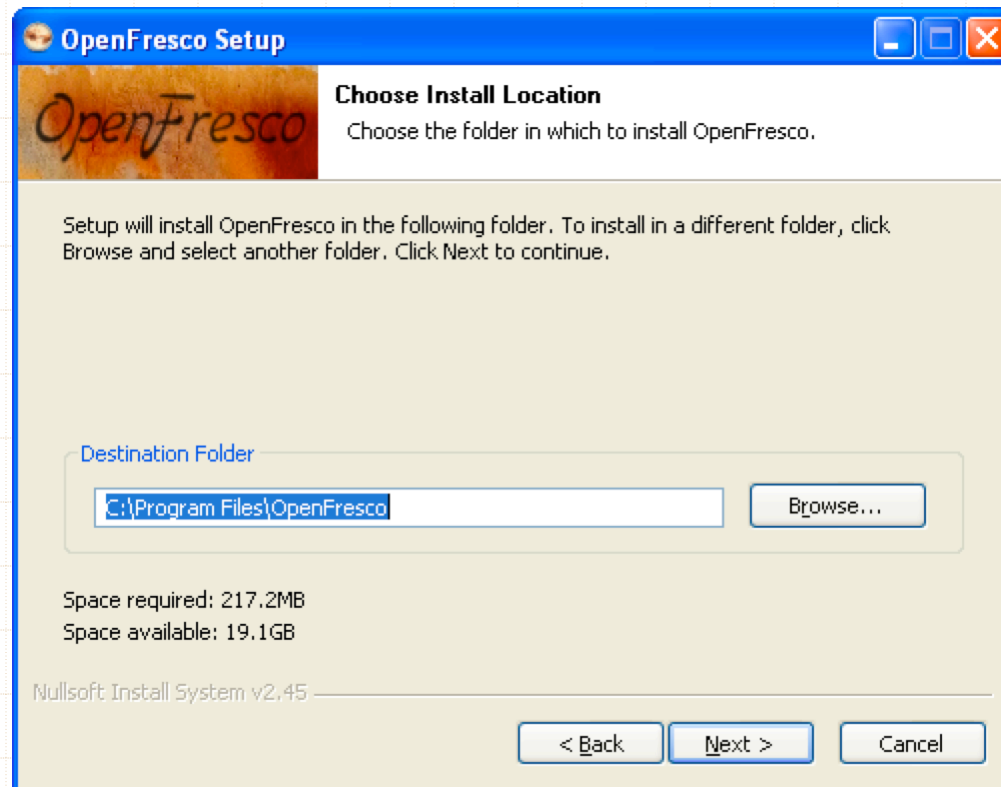 OpenFresco Setup
OpenFresco
Choose Install Location
Choose the folder in which to install OpenFresco.
Setup will install OpenFresco in the following folder. To install in a different folder, click
Browse and select another folder. Click Next to continue.
Destination Folder
C:\Program Files\OpenFresco
Browse...
Space required: 217.2MB
Space available: 19.1GB
Nullsoft Install System v2.45
< Back
Next >
Cancel